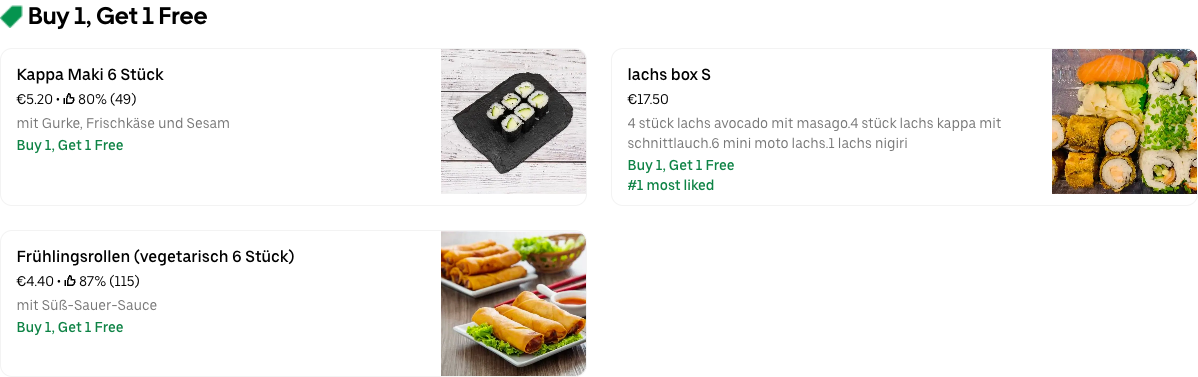 Buy 1, Get 1 Free
Kappa Maki 6 Stück
€5.20 • 80% (49)
mit Gurke, Frischkäse und Sesam
Buy 1, Get 1 Free
lachs box S
€17.50
4 stück lachs avocado mit masago.4 stück lachs kappa mit
schnittlauch.6 mini moto lachs.1 lachs nigiri
Buy 1, Get 1 Free
#1 most liked
Frühlingsrollen (vegetarisch 6 Stück)
€4.40 • 87% (115)
mit Süß-Sauer-Sauce
Buy 1, Get 1 Free